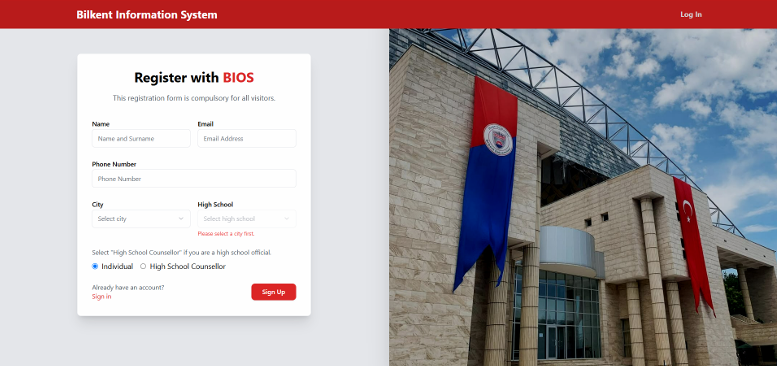 Bilkent Information System
Log In
Register with BIOS
This registration form is compulsory for all visitors.
Name
Email
Name and Surname
Email Address
Phone Number
Phone Number
City
High School
Select city
Select high school
Please select a city first.
Select "High School Counsellor" if you are a high school official.
Individual
High School Counsellor
Already have an account?
Sign in
Sign Up